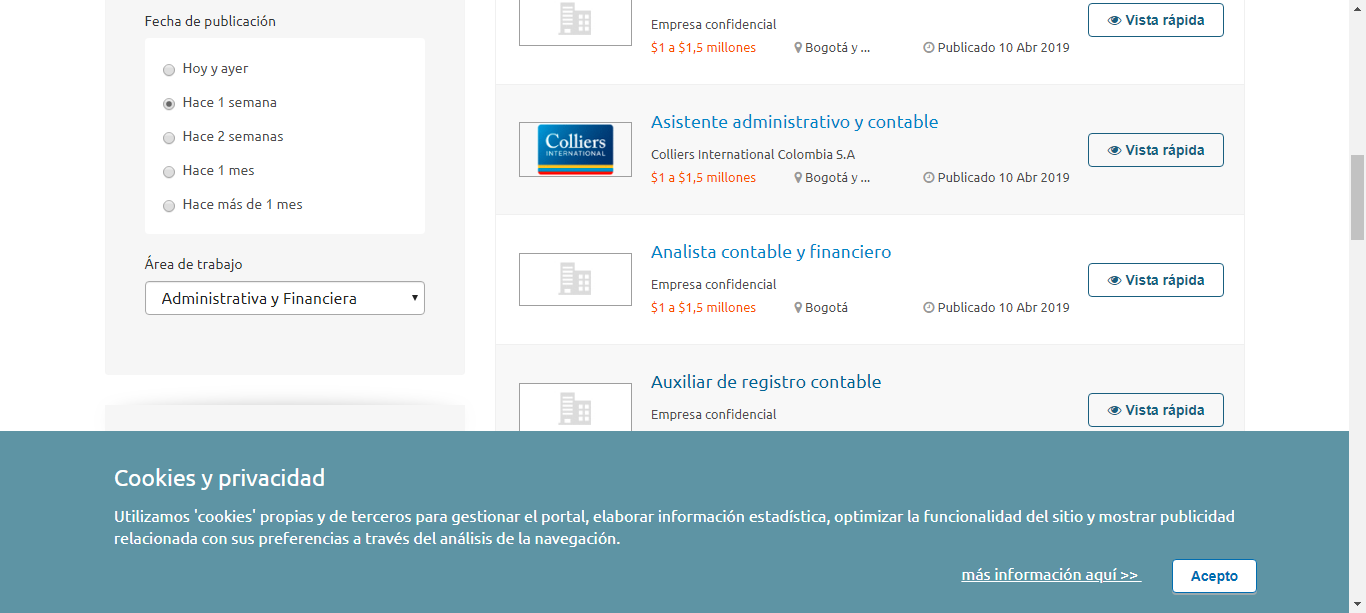 Fecha de publicación
Hoy y ayer
Hace 1 semana
Hace 2 semanas
Hace 1 mes
Hace más de 1 mes
Área de trabajo
Administrativa y Financiera
Empresa confidencial
$1 a $1,5 millones Bogotá y ... Publicado 10 Abr 2019
Vista rápida
Colliers
INTERNATIONAL
Asistente administrativo y contable
Colliers International Colombia S.A
$1 a $1,5 millones Bogotá y ... Publicado 10 Abr 2019
Vista rápida
Analista contable y financiero
Empresa confidencial
$1 a $1,5 millones Bogotá Publicado 10 Abr 2019
Vista rápida
Auxiliar de registro contable
Empresa confidencial
Vista rápida
Cookies y privacidad
Utilizamos 'cookies' propias y de terceros para gestionar el portal, elaborar información estadística, optimizar la funcionalidad del sitio y mostrar publicidad
relacionada con sus preferencias a través del análisis de la navegación.
más información aquí >>
Acepto